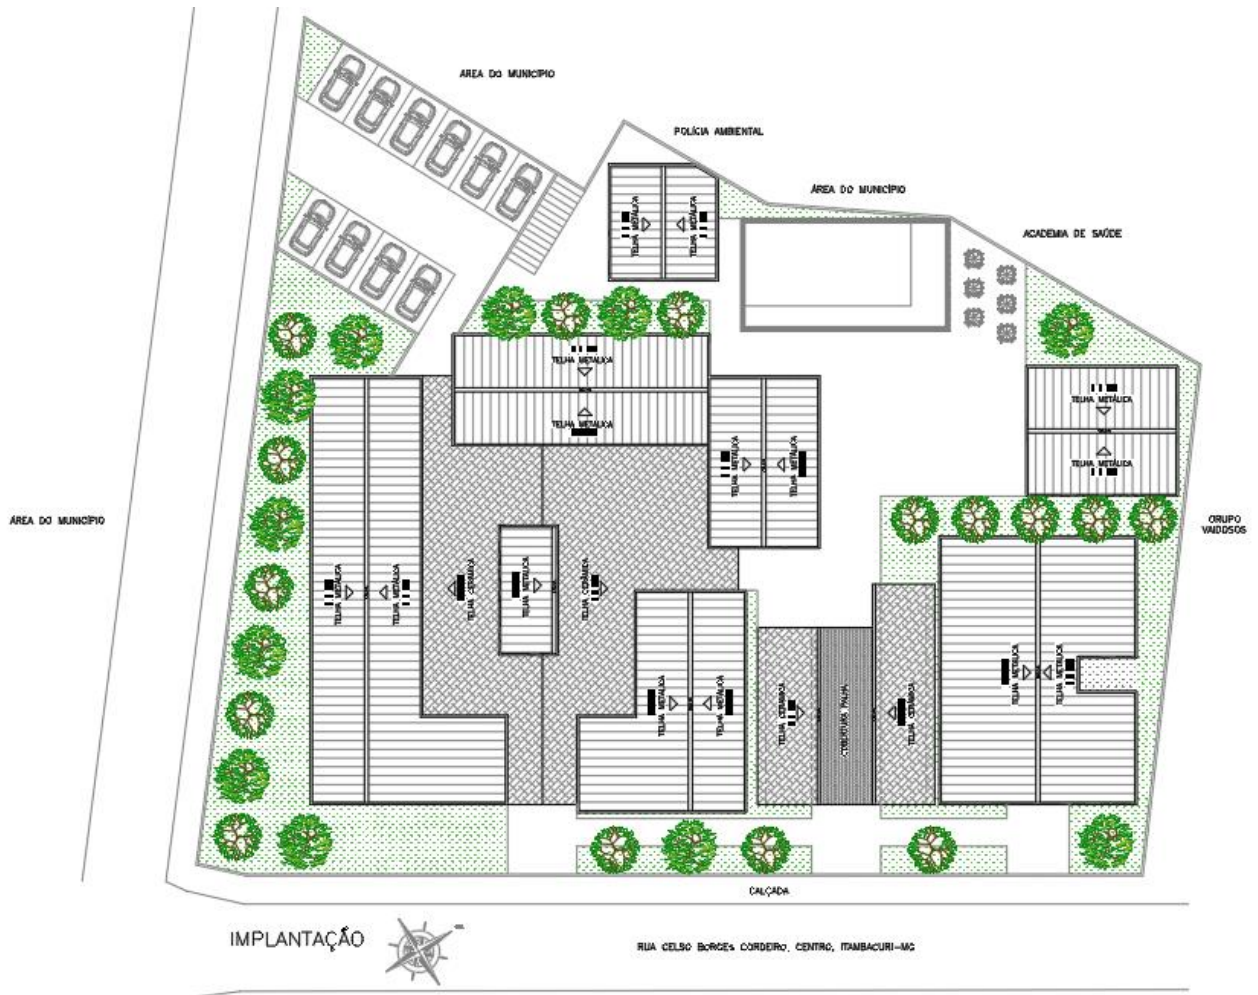 ÁREA DO MUNICÍPIO
POLÍCIA AMBIENTAL
ÁREA DO MUNICÍPIO
ACADEMIA DE SAÚDE
TELHA METÁLICA
TELHA METÁLICA
TELHA METÁLICA
TELHA METÁLICA
TELHA METÁLICA
TELHA METÁLICA
TELHA METÁLICA
TELHA METÁLICA
ÁREA DO MUNICÍPIO
GRUPO
VAIDOSOS
TELHA METÁLICA
TELHA METÁLICA
TELHA CERÂMICA
TELHA METÁLICA
TELHA CERÂMICA
TELHA METÁLICA
TELHA METÁLICA
TELHA CERÂMICA
COBERTURA PALHA
TELHA CERÂMICA
TELHA METÁLICA
TELHA METÁLICA
CALÇADA
IMPLANTAÇÃO
RUA CELSO BORGES CORDEIRO, CENTRO, ITAMBACURI-MG